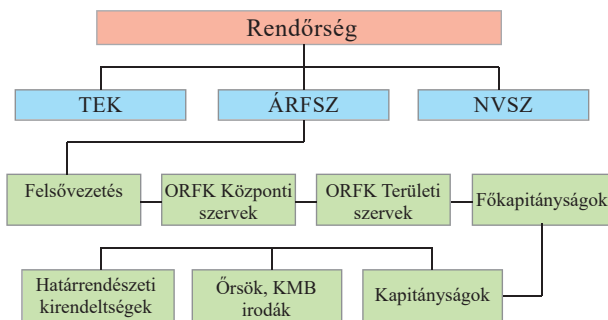 Rendőrség
TEK
ÁRFSZ
NVSZ
Felsővezetés
ORFK Központi
szervek
ORFK Területi
szervek
Főkapitányságok
Határrendészeti
kirendeltségek
Őrsök, KMB
irodák
Kapitányságok